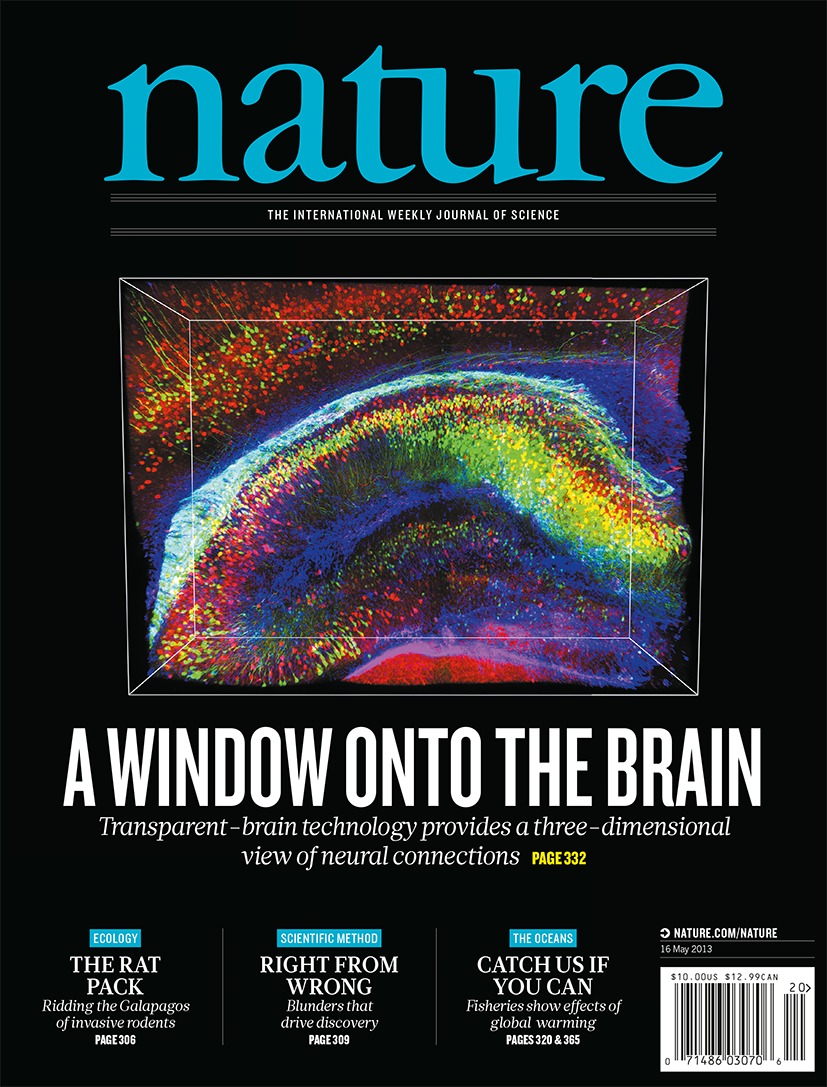 nature
THE INTERNATIONAL WEEKLY JOURNAL OF SCIENCE
A WINDOW ONTO THE BRAIN
Transparent-brain technology provides a three-dimensional
view of neural connections PAGE 332
ECOLOGY
THE RAT
PACK
Ridding the Galapagos
of invasive rodents
PAGE 306
SCIENTIFIC METHOD
RIGHT FROM
WRONG
Blunders that
drive discovery
PAGE 309
THE OCEANS
CATCH US IF
YOU CAN
Fisheries show effects of
global warming
PAGES 320 & 365
NATURE.COM/NATURE
16 May 2013
$10.00US $12.99CAN
20>
0 71486 03070 6